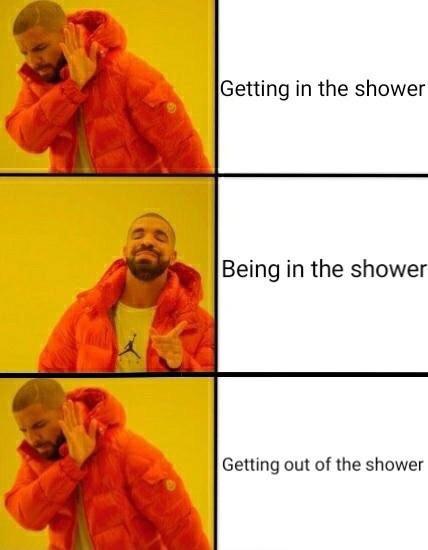 Getting in the shower
Being in the shower
Getting out of the shower